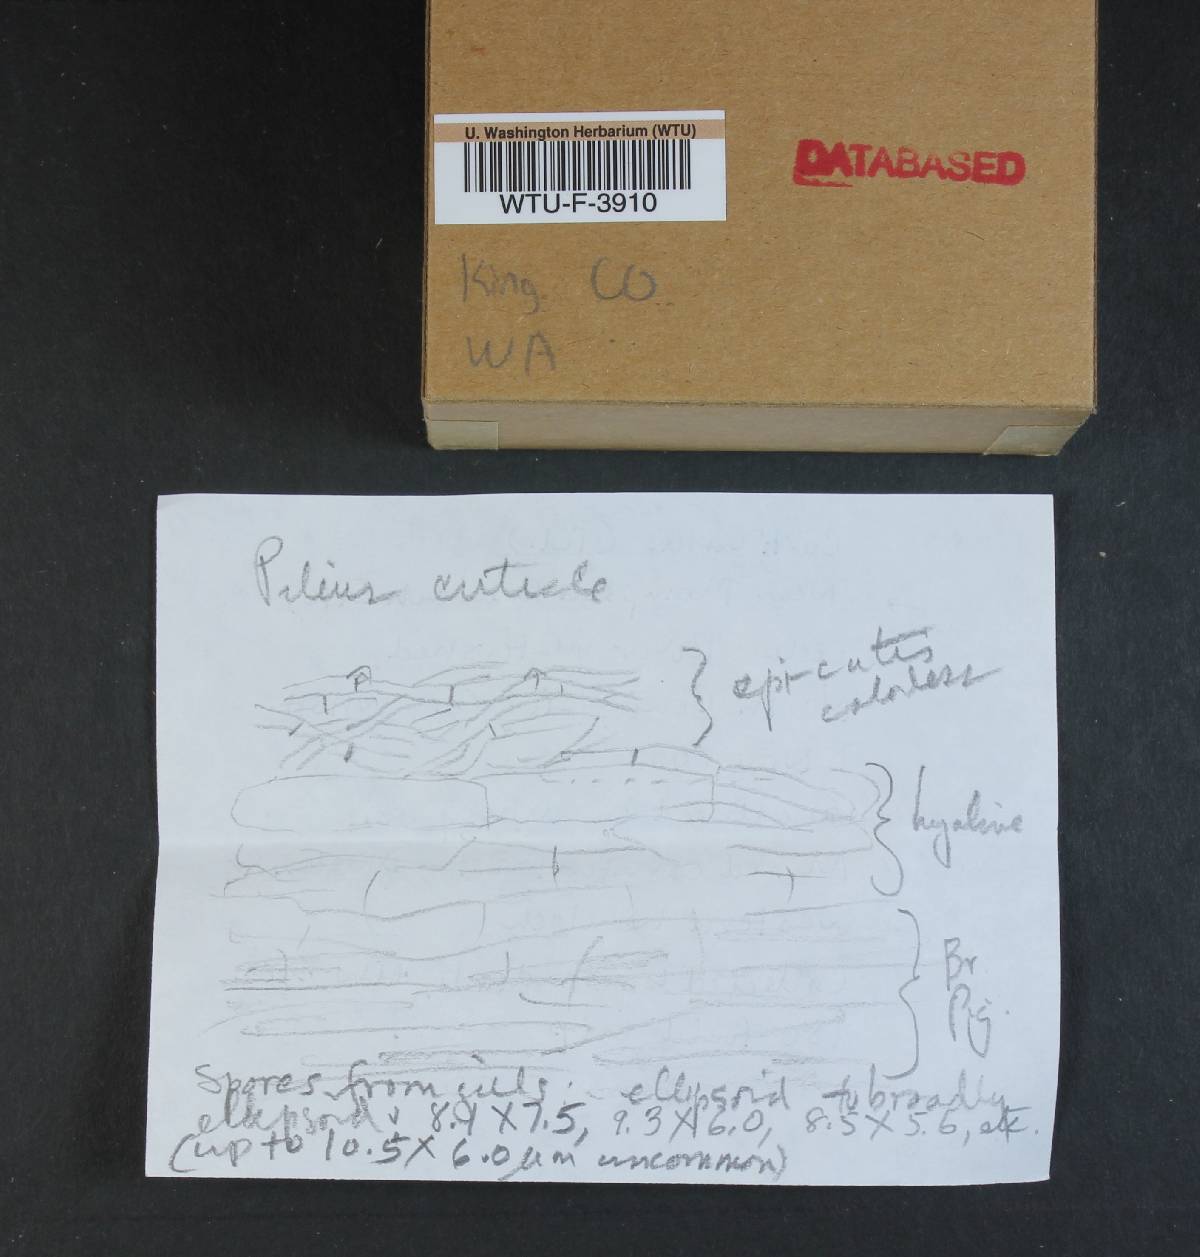 U. Washington Herbarium (WTU)
WTU-F-3910
DATABASED
King Co
WA
Pileus cuticle
epi-cutis
colorless
hyaline
Br
Pig.
Spores from gills: ellipsoid to broadly
ellipsoid 8.4 X 7.5, 9.3 X 6.0, 8.5 X 5.6, etc.
(up to 10.5 X 6.0 µm uncommon)